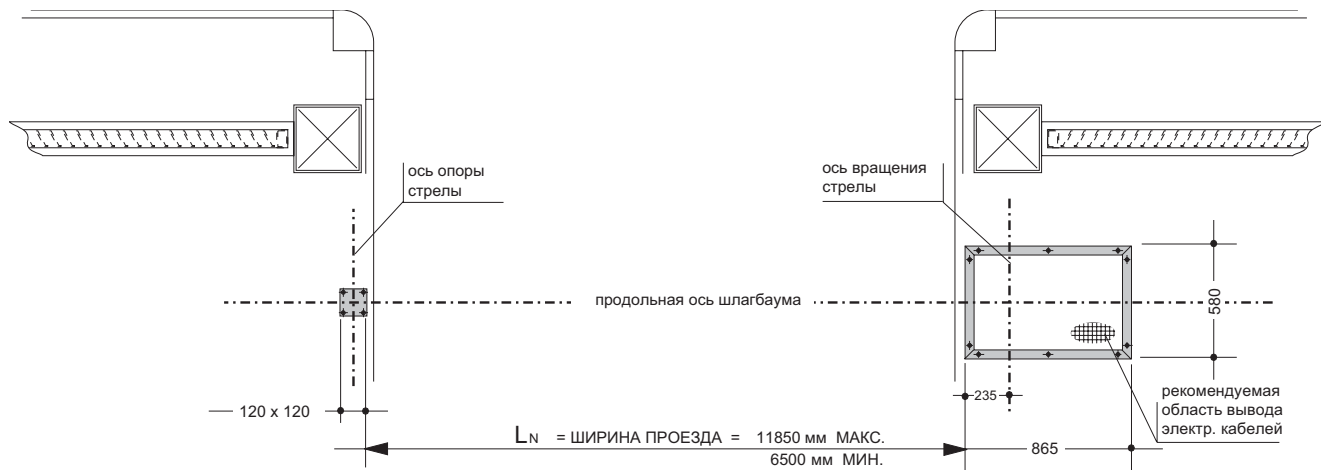 ось опоры
стрелы
ось вращения
стрелы
продольная ось шлагбаума
580
235
рекомендуемая
область вывода
электр. кабелей
120 x 120
LN = ШИРИНА ПРОЕЗДА = 11850 мм МАКС.
6500 мм МИН.
865